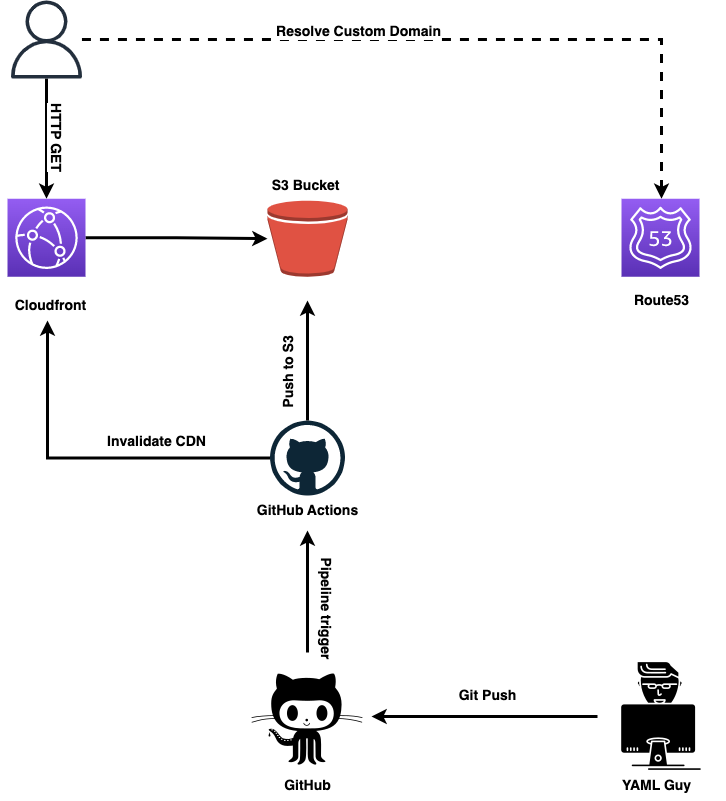 Resolve Custom Domain
HTTP GET
S3 Bucket
53
Cloudfront
Route53
Push to S3
Invalidate CDN
GitHub Actions
Pipeline trigger
Git Push
GitHub
YAML Guy